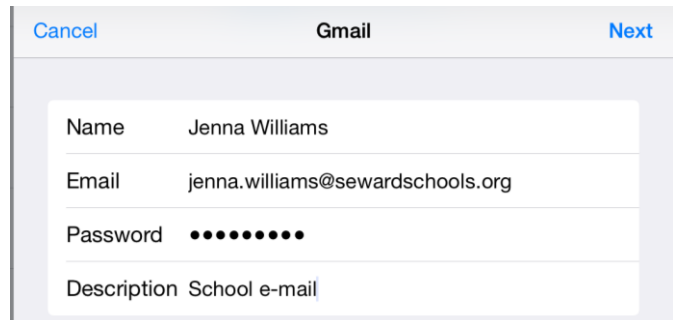 Cancel Gmail Next
Name Jenna Williams
Email jenna.williams@sewardschools.org
Password •••••••••
Description School e-mail